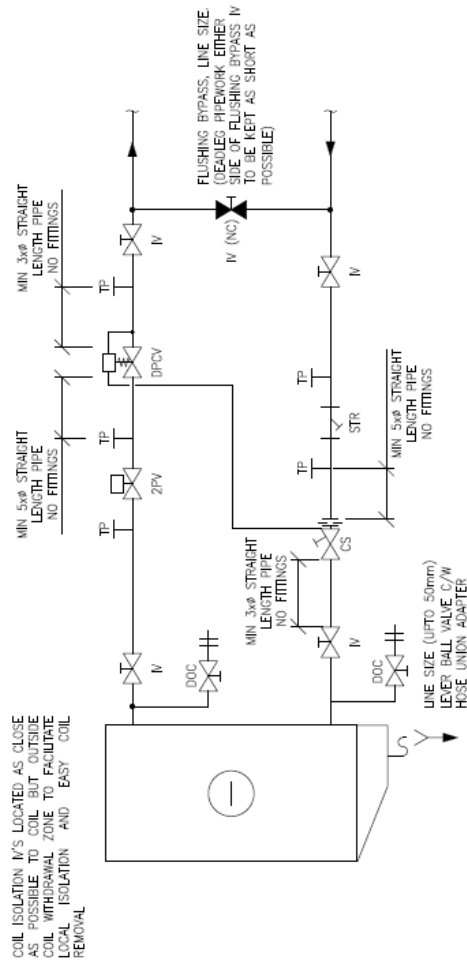 COIL ISOLATION IV'S LOCATED AS CLOSE
AS POSSIBLE TO COIL BUT OUTSIDE
COIL WITHDRAWAL ZONE TO FACILITATE
LOCAL ISOLATION AND EASY COIL
REMOVAL
MIN 5xø STRAIGHT
LENGTH PIPE
NO FITTINGS
MIN 3xø STRAIGHT
LENGTH PIPE
NO FITTINGS
IV
DOC
TP
2PV
TP
DPCV
TP
IV
FLUSHING BYPASS, LINE SIZE.
(DEADLEG PIPEWORK EITHER
SIDE OF FLUSHING BYPASS IV
TO BE KEPT AS SHORT AS
POSSIBLE)
IV (NC)
MIN 3xø STRAIGHT
LENGTH PIPE
NO FITTINGS
IV
DOC
CS
TP
STR
TP
IV
MIN 5xø STRAIGHT
LENGTH PIPE
NO FITTINGS
LINE SIZE (UPTO 50mm)
LEVER BALL VALVE C/W
HOSE UNION ADAPTER